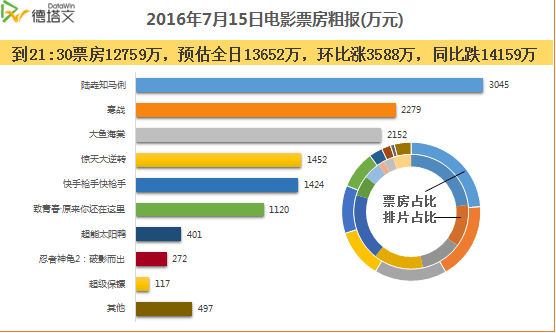 DataWin
德塔文
2016年7月15日电影票房粗报(万元)
到21:30票房12759万，预估全日13652万，环比涨3588万，同比跌14159万
陆垚知马俐 3045
寒战 2279
大鱼海棠 2152
惊天大逆转 1452
快手枪手快枪手 1424
致青春·原来你还在这里 1120
超能太阳鸭 401
忍者神龟2：破影而出 272
超级保镖 117
其他 497
票房占比
排片占比